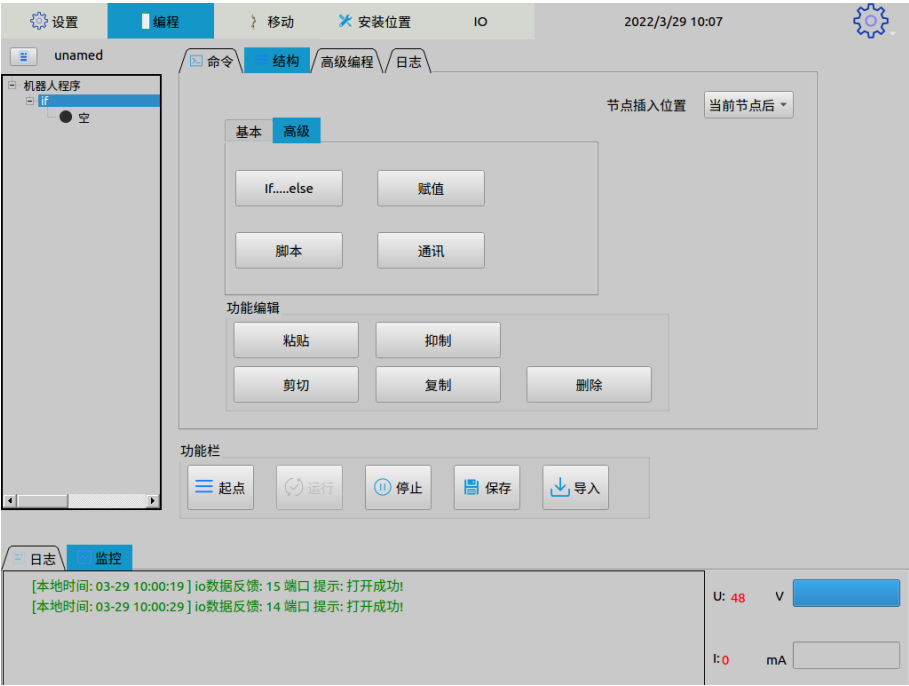 设置 编程 移动 安装位置 IO 2022/3/29 10:07
unamed
命令 结构 高级编程 日志
机器人程序
if
空
节点插入位置 当前节点后
基本 高级
If.....else 赋值
脚本 通讯
功能编辑
粘贴 抑制
剪切 复制 删除
功能栏
起点 运行 停止 保存 导入
日志 监控
[本地时间: 03-29 10:00:19 ] io数据反馈: 15 端口 提示: 打开成功!
[本地时间: 03-29 10:00:29 ] io数据反馈: 14 端口 提示: 打开成功!
U: 48 V
I: 0 mA